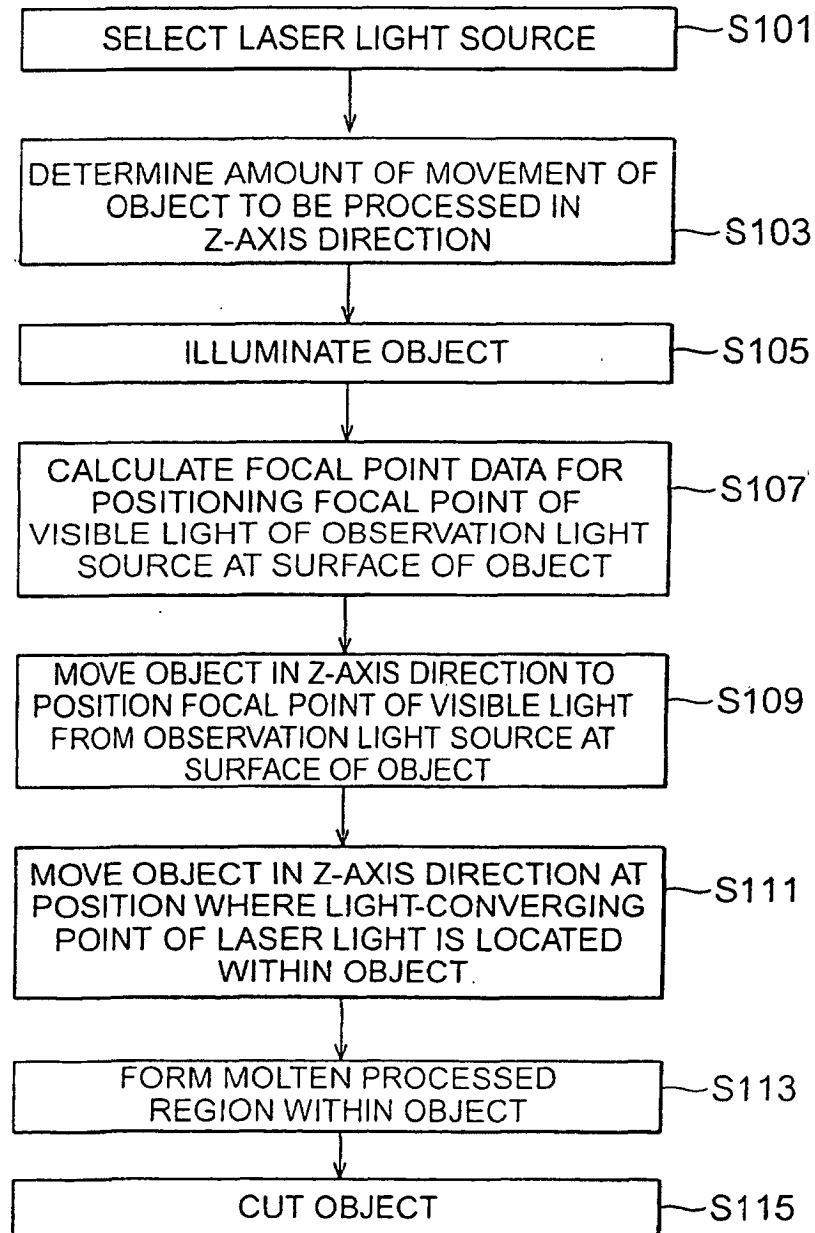 SELECT LASER LIGHT SOURCE
S101
DETERMINE AMOUNT OF MOVEMENT OF
OBJECT TO BE PROCESSED IN
Z-AXIS DIRECTION
S103
ILLUMINATE OBJECT
S105
CALCULATE FOCAL POINT DATA FOR
POSITIONING FOCAL POINT OF
VISIBLE LIGHT OF OBSERVATION LIGHT
SOURCE AT SURFACE OF OBJECT
S107
MOVE OBJECT IN Z-AXIS DIRECTION TO
POSITION FOCAL POINT OF VISIBLE LIGHT
FROM OBSERVATION LIGHT SOURCE AT
SURFACE OF OBJECT
S109
MOVE OBJECT IN Z-AXIS DIRECTION AT
POSITION WHERE LIGHT-CONVERGING
POINT OF LASER LIGHT IS LOCATED
WITHIN OBJECT
S111
FORM MOLTEN PROCESSED
REGION WITHIN OBJECT
S113
CUT OBJECT
S115